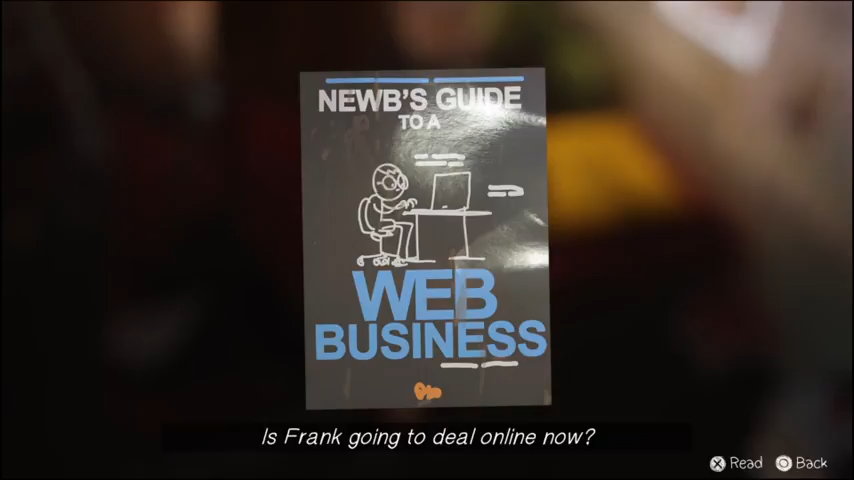 NEWB'S GUIDE
TO A
WEB
BUSINESS
Is Frank going to deal online now?
Read Back